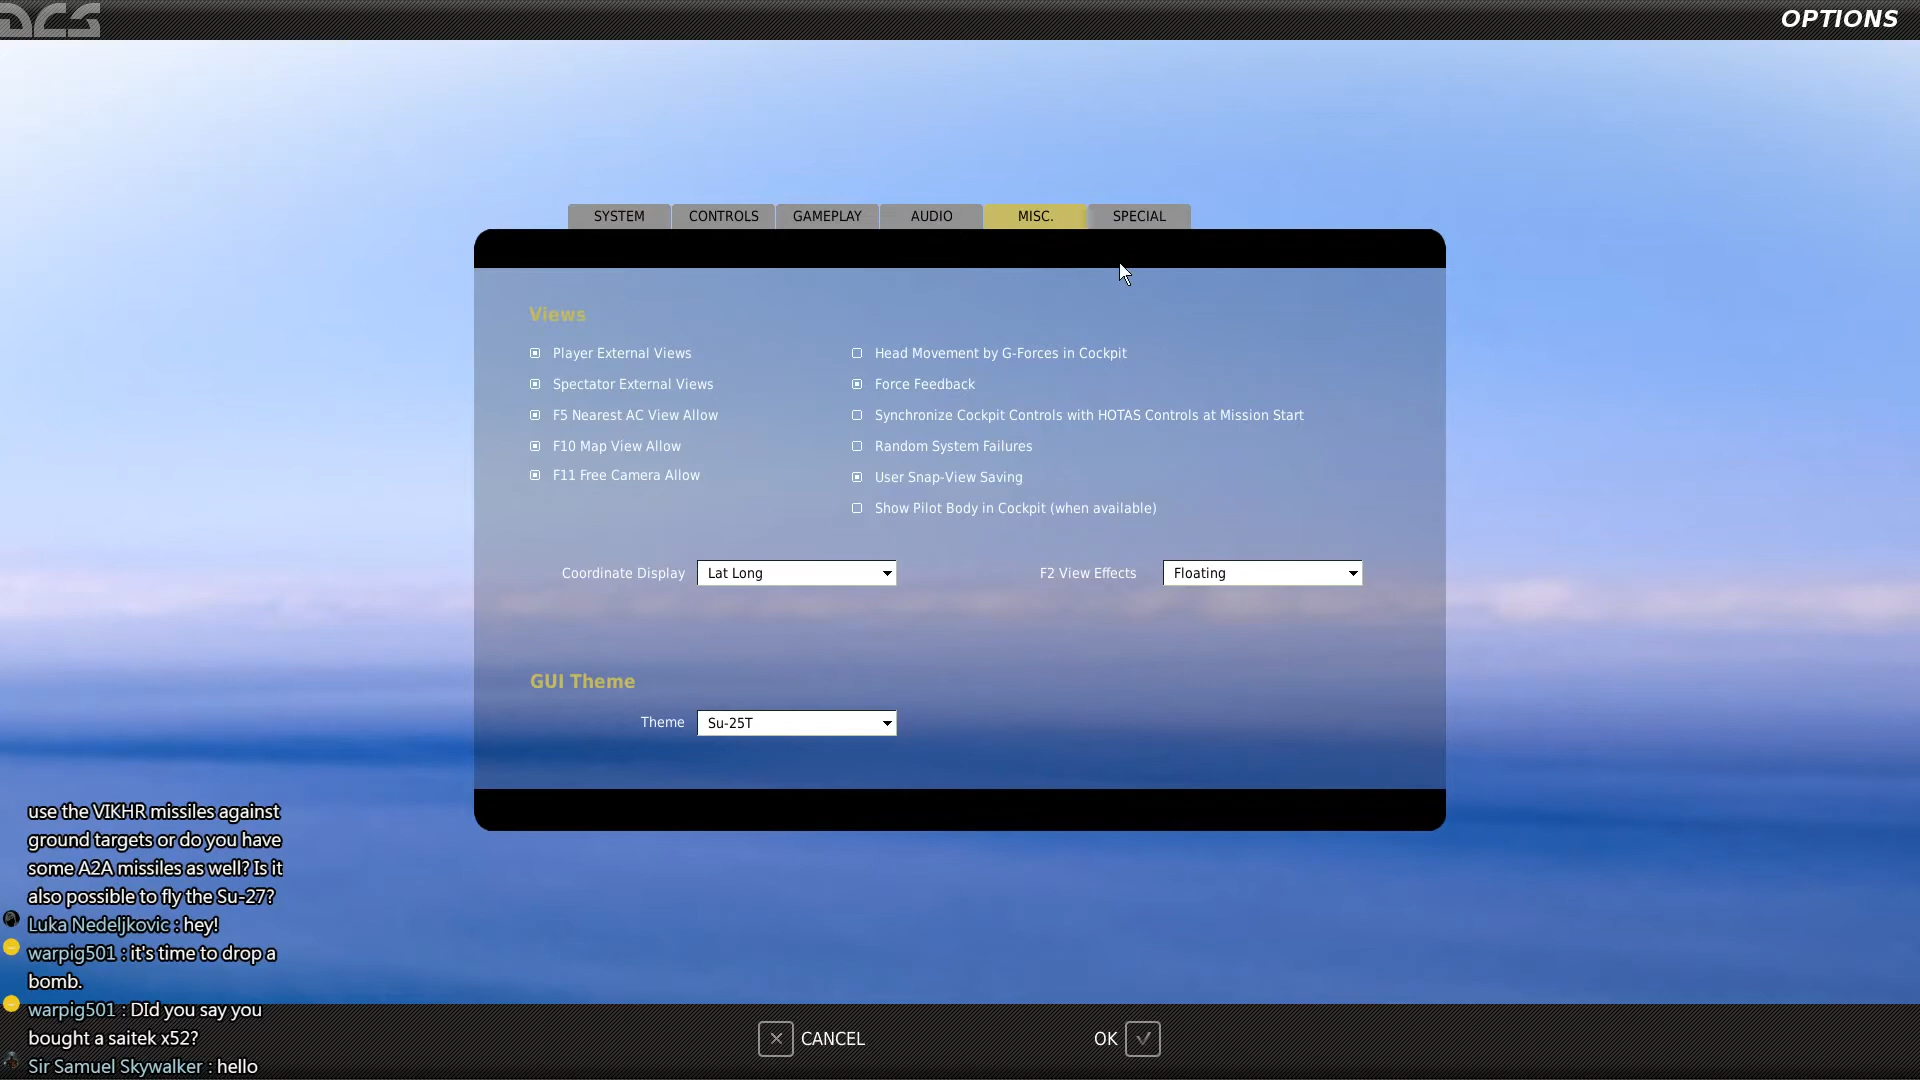 DCS
OPTIONS
SYSTEM CONTROLS GAMEPLAY AUDIO MISC. SPECIAL
Views
Player External Views
Spectator External Views
F5 Nearest AC View Allow
F10 Map View Allow
F11 Free Camera Allow
Head Movement by G-Forces in Cockpit
Force Feedback
Synchronize Cockpit Controls with HOTAS Controls at Mission Start
Random System Failures
User Snap-View Saving
Show Pilot Body in Cockpit (when available)
Coordinate Display Lat Long
F2 View Effects Floating
GUI Theme
Theme Su-25T
use the VIKHR missiles against
ground targets or do you have
some A2A missiles as well? Is it
also possible to fly the Su-27?
Luka Nedeljkovic : hey!
warpig501 : it's time to drop a
bomb.
warpig501 : DId you say you
bought a saitek x52?
Sir Samuel Skywalker : hello
CANCEL
OK